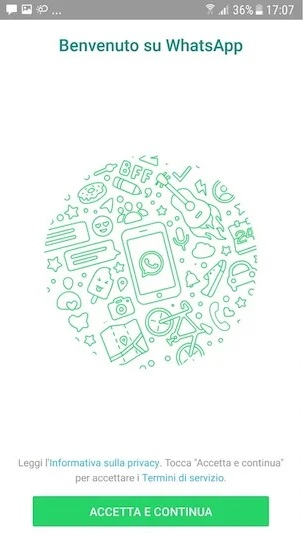 ... 36% 17:07
Benvenuto su WhatsApp
BFF
24
Leggi l'Informativa sulla privacy. Tocca "Accetta e continua"
per accettare i Termini di servizio.
ACCETTA E CONTINUA